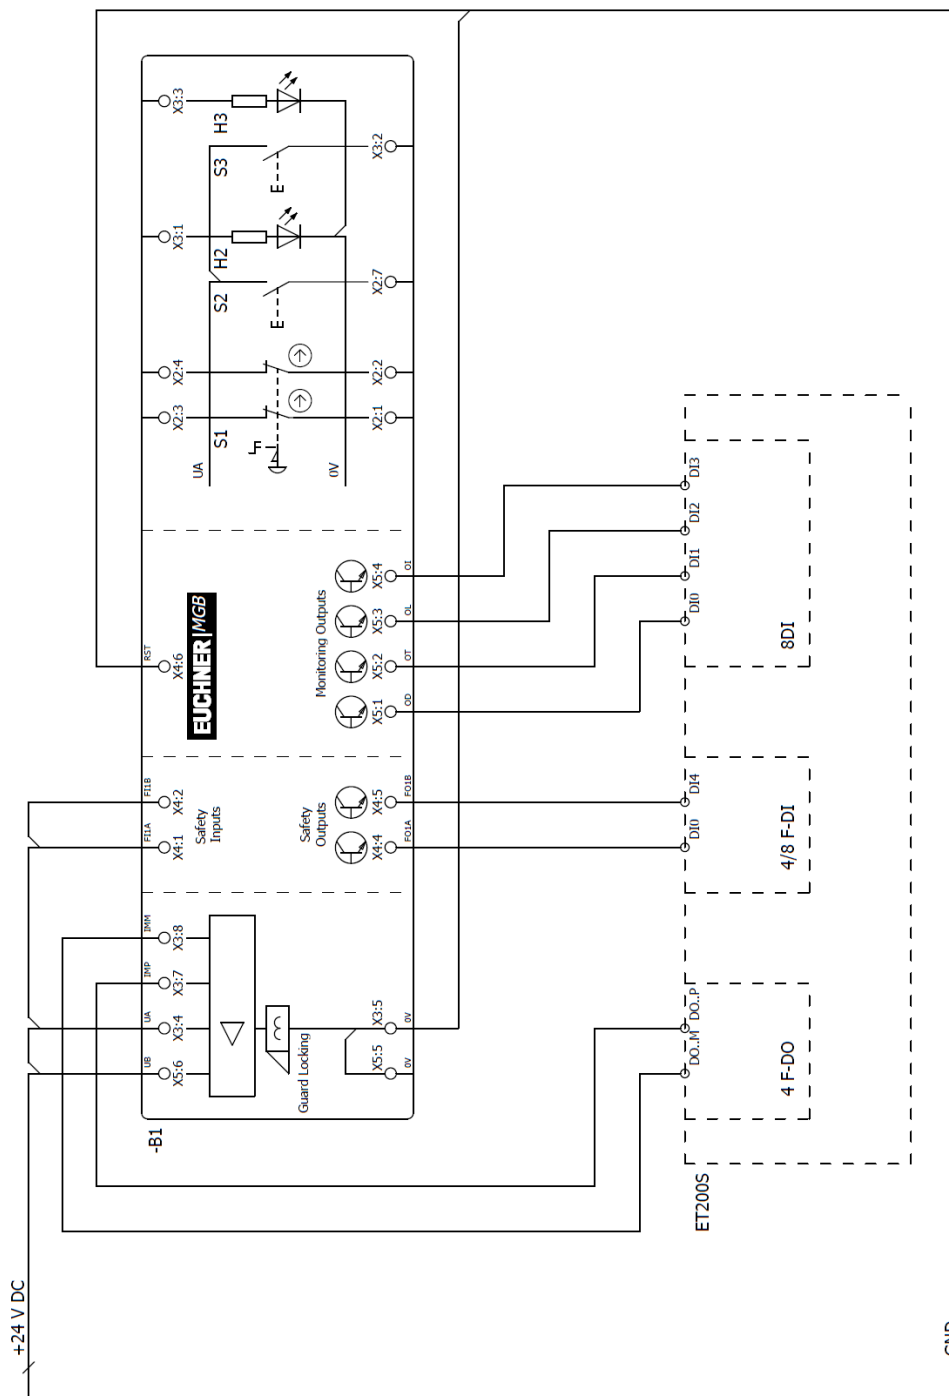 X3:3
H3
S3
X3:2
X3:1
H2
S2
X2:7
X2:4
X2:2
X2:3
S1
X2:1
UA
0V
RST
X4:6
EUCHNER|MGB
Monitoring Outputs
X5:4
OI
X5:3
OL
X5:2
OT
X5:1
OD
FI1B
X4:2
FI1A
X4:1
Safety
Inputs
Safety
Outputs
X4:5
FO1B
X4:4
FO1A
IMM
X3:8
IMP
X3:7
UA
X3:4
UB
X5:6
Guard Locking
X3:5
0V
X5:5
0V
-B1
DI3
DI2
DI1
DI0
8DI
DI4
DI0
4/8 F-DI
DO..P
DO..M
4 F-DO
ET200S
+24 V DC
GND